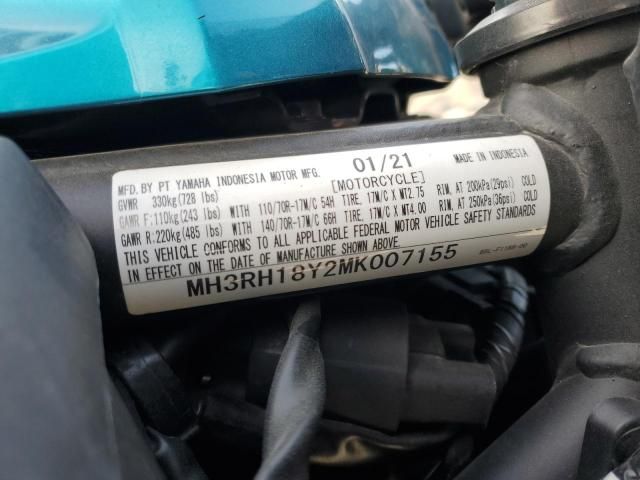 MFD. BY PT YAMAHA INDONESIA MOTOR MFG. 01/21 MADE IN INDONESIA
GVWR 330kg(728 lbs) [MOTORCYCLE]
GAWR F:110kg(243 lbs) WITH 110/70R-17M/C 54H TIRE, 17M/C X MT2.75 RIM, AT 200kPa(29psi) COLD
GAWR R:220kg(485 lbs) WITH 140/70R-17M/C 66H TIRE, 17M/C X MT4.00 RIM, AT 250kPa(36psi) COLD
THIS VEHICLE CONFORMS TO ALL APPLICABLE FEDERAL MOTOR VEHICLE SAFETY STANDARDS
IN EFFECT ON THE DATE OF MANUFACTURE SHOWN ABOVE.
MH3RH18Y2MK007155